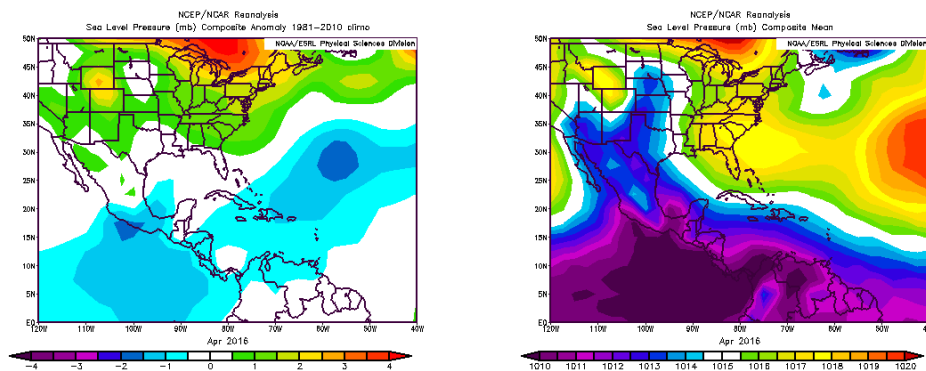 NCEP/NCAR Reanalysis
Sea Level Pressure (mb) Composite Anomaly 1981-2010 climo
NOAA/ESRL Physical Sciences Division
50N
45N
40N
35N
30N
25N
20N
15N
10N
5N
EQ
120W 110W 100W 90W 80W 70W 60W 50W 40W
Apr 2016
-4 -3 -2 -1 0 1 2 3 4
NCEP/NCAR Reanalysis
Sea Level Pressure (mb) Composite Mean
NOAA/ESRL Physical Sciences Division
50N
45N
40N
35N
30N
25N
20N
15N
10N
5N
EQ
120W 110W 100W 90W 80W 70W 60W 50W 40W
Apr 2016
1010 1011 1012 1013 1014 1015 1016 1017 1018 1019 1020